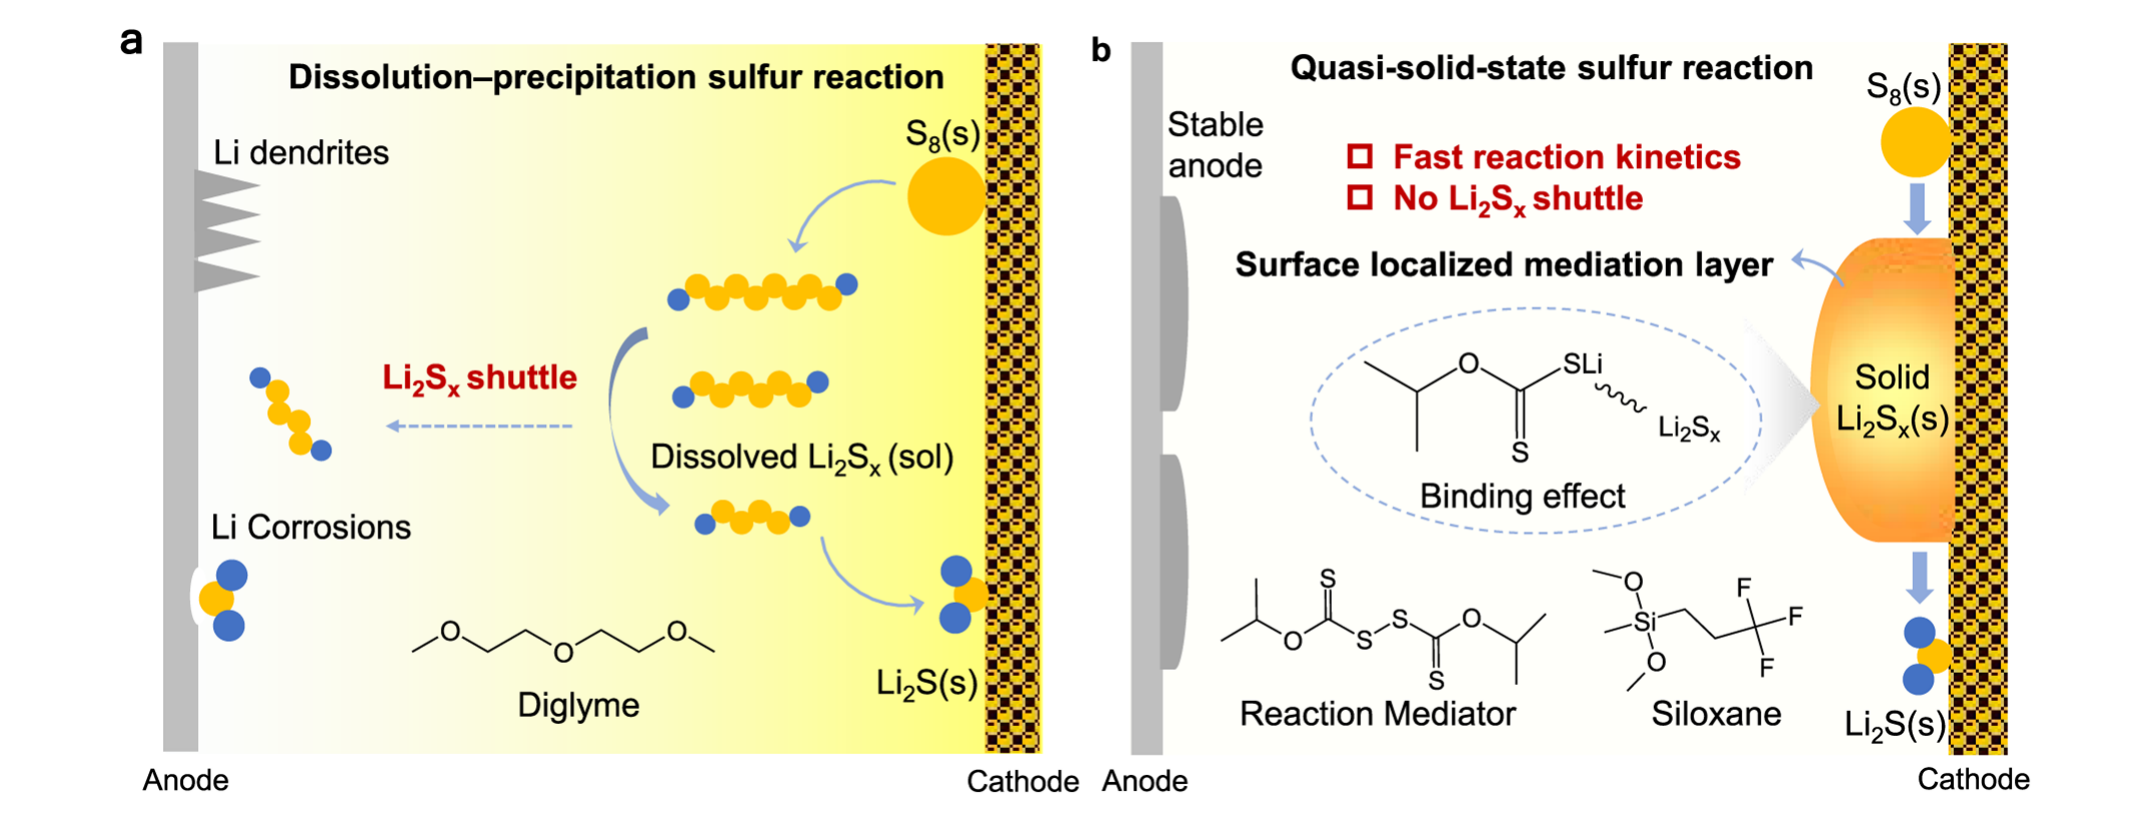 a
Dissolution–precipitation sulfur reaction
S₈(s)
Li dendrites
Li₂Sₓ shuttle
Dissolved Li₂Sₓ (sol)
Li Corrosions
O
O
O
Diglyme
Li₂S(s)
Anode
Cathode
b
Quasi-solid-state sulfur reaction
S₈(s)
Stable
anode
Fast reaction kinetics
No Li₂Sₓ shuttle
Surface localized mediation layer
O
SLi
S
Li₂Sₓ
Binding effect
Solid
Li₂Sₓ(s)
S
O
S
S
O
S
Reaction Mediator
O
Si
O
F
F
F
Siloxane
Li₂S(s)
Anode
Cathode